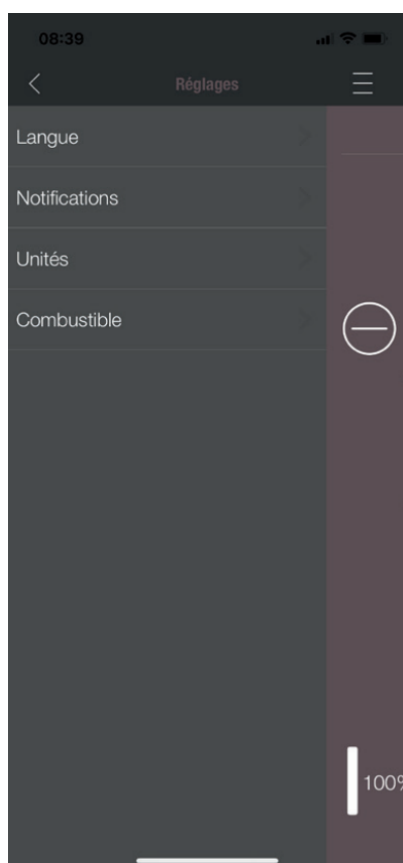 08:39
Réglages
Langue
Notifications
Unités
Combustible
100%